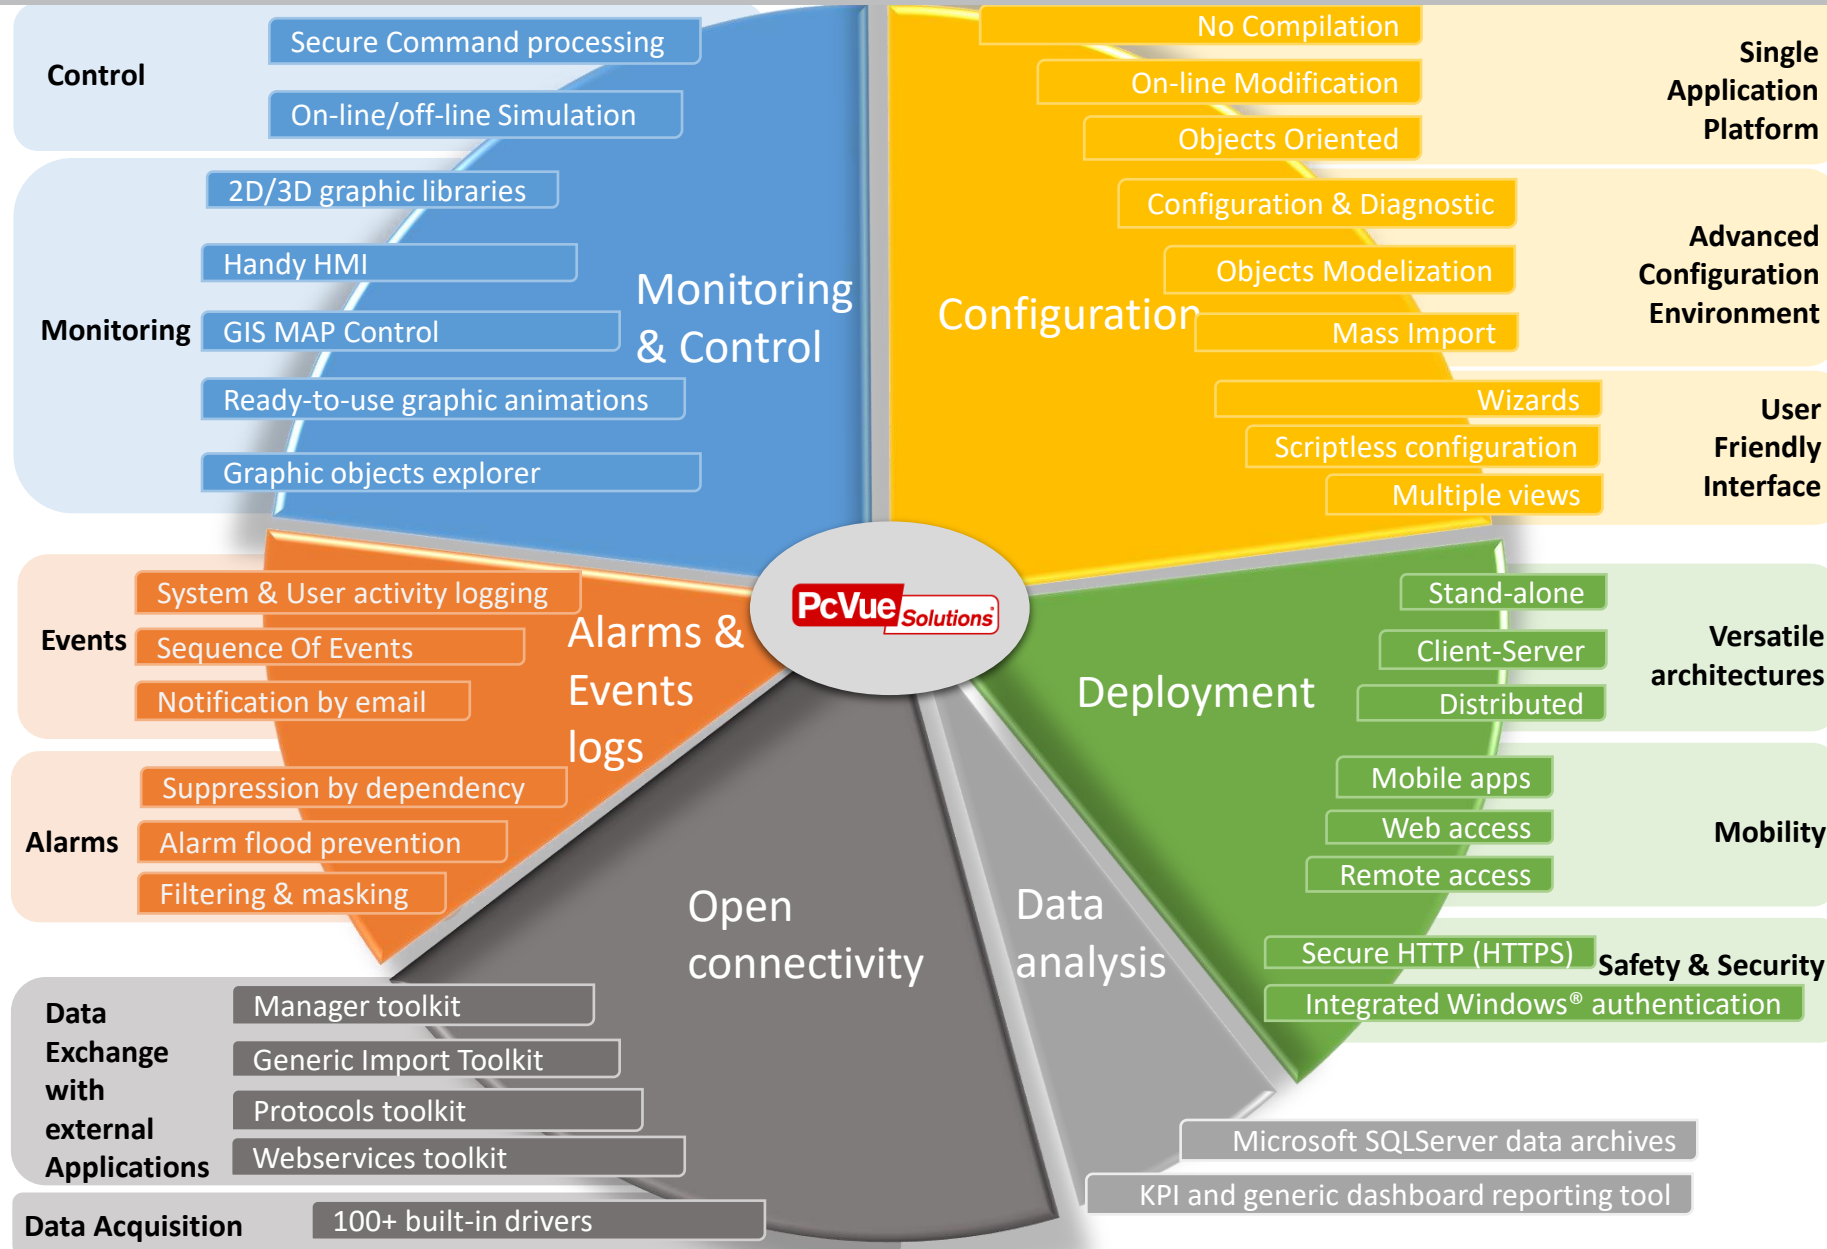 Control
Secure Command processing
On-line/off-line Simulation
Monitoring
2D/3D graphic libraries
Handy HMI
GIS MAP Control
Ready-to-use graphic animations
Graphic objects explorer
Monitoring
& Control
No Compilation
On-line Modification
Objects Oriented
Single
Application
Platform
Configuration
Configuration & Diagnostic
Objects Modelization
Mass Import
Advanced
Configuration
Environment
Wizards
Scriptless configuration
Multiple views
User
Friendly
Interface
PcVue Solutions
Events
System & User activity logging
Sequence Of Events
Notification by email
Alarms &
Events
logs
Alarms
Suppression by dependency
Alarm flood prevention
Filtering & masking
Deployment
Stand-alone
Client-Server
Distributed
Versatile
architectures
Mobile apps
Web access
Remote access
Mobility
Secure HTTP (HTTPS)
Integrated Windows® authentication
Safety & Security
Open
connectivity
Data
analysis
Data
Exchange
with
external
Applications
Manager toolkit
Generic Import Toolkit
Protocols toolkit
Webservices toolkit
Data Acquisition
100+ built-in drivers
Microsoft SQLServer data archives
KPI and generic dashboard reporting tool